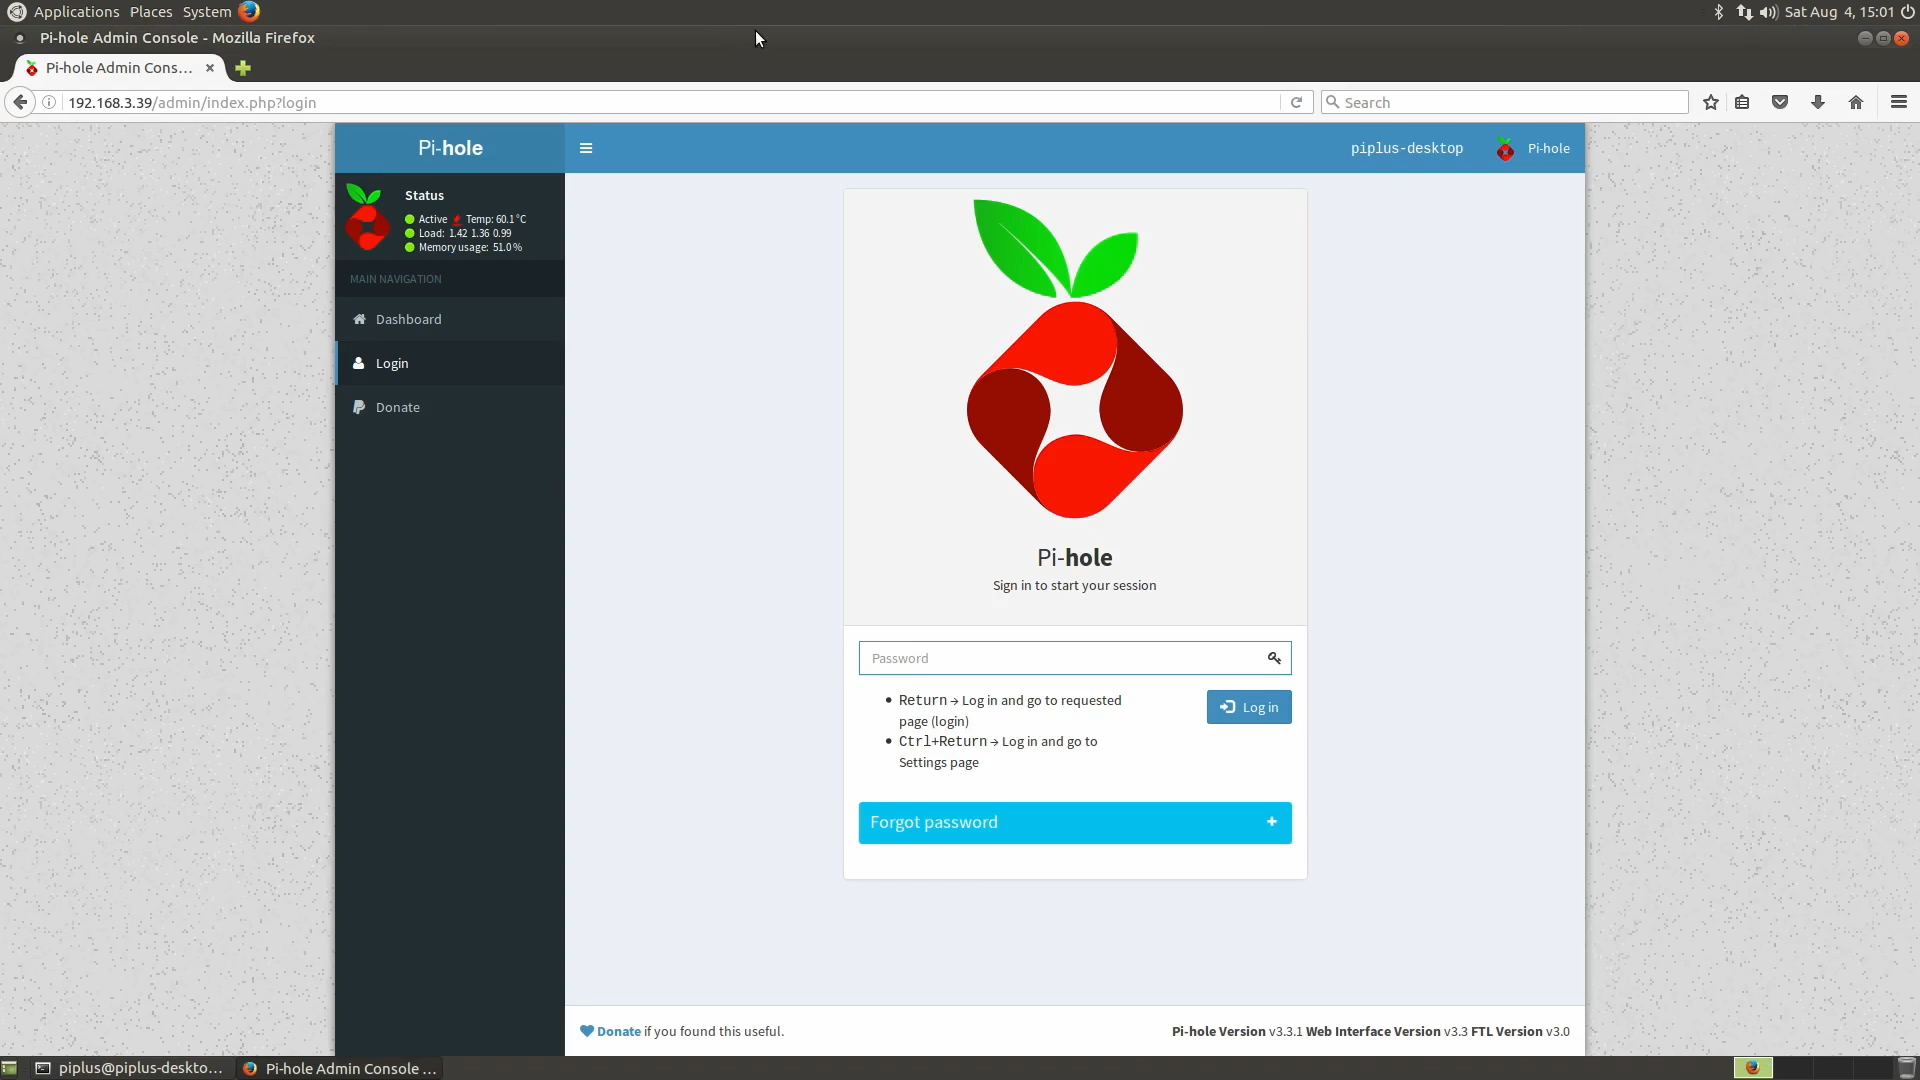 Applications Places System
Sat Aug 4, 15:01
Pi-hole Admin Console - Mozilla Firefox
Pi-hole Admin Cons...
192.168.3.39/admin/index.php?login
Search
Pi-hole
piplus-desktop
Pi-hole
Status
Active Temp: 60.1 °C
Load: 1.42 1.36 0.99
Memory usage: 51.0 %
MAIN NAVIGATION
Dashboard
Login
Donate
Pi-hole
Sign in to start your session
Password
Return → Log in and go to requested
page (login)
Ctrl+Return → Log in and go to
Settings page
Log in
Forgot password
Donate if you found this useful.
Pi-hole Version v3.3.1 Web Interface Version v3.3 FTL Version v3.0
piplus@piplus-deskto...
Pi-hole Admin Console ...